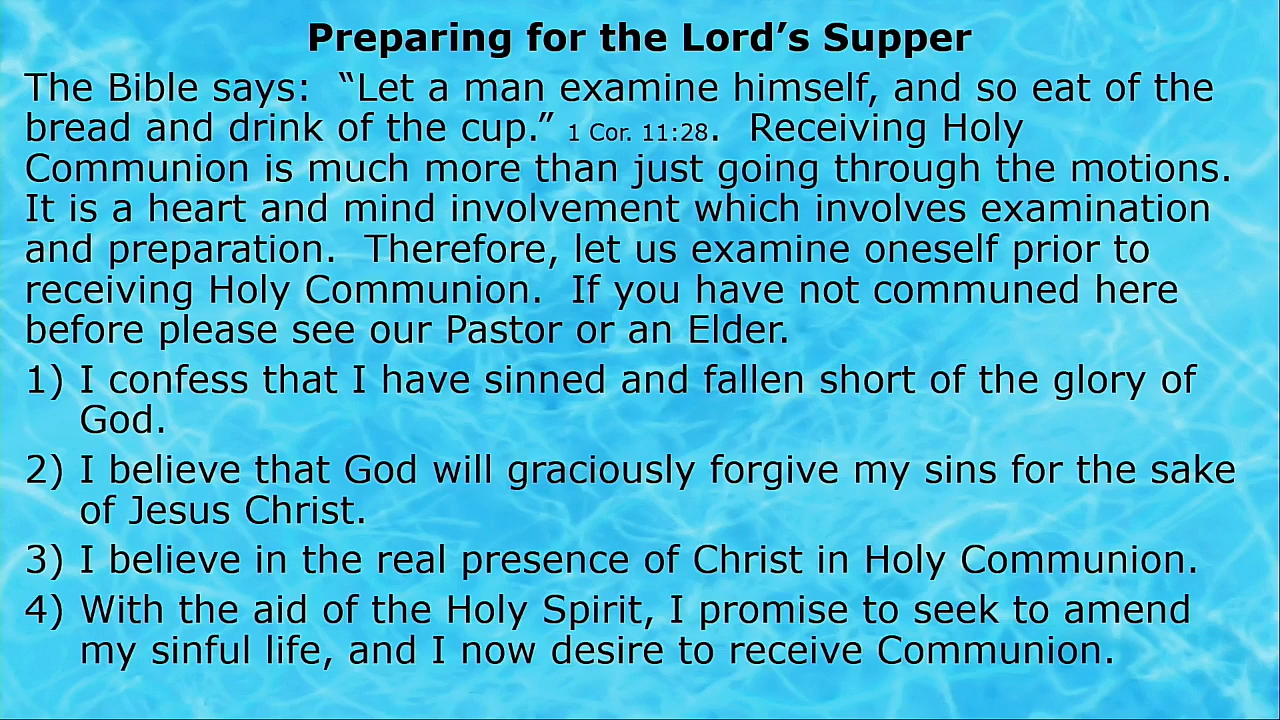 Preparing for the Lord’s Supper
The Bible says:  “Let a man examine himself, and so eat of the
bread and drink of the cup.” 1 Cor. 11:28.  Receiving Holy
Communion is much more than just going through the motions.
It is a heart and mind involvement which involves examination
and preparation.  Therefore, let us examine oneself prior to
receiving Holy Communion.  If you have not communed here
before please see our Pastor or an Elder.
1) I confess that I have sinned and fallen short of the glory of
God.
2) I believe that God will graciously forgive my sins for the sake
of Jesus Christ.
3) I believe in the real presence of Christ in Holy Communion.
4) With the aid of the Holy Spirit, I promise to seek to amend
my sinful life, and I now desire to receive Communion.